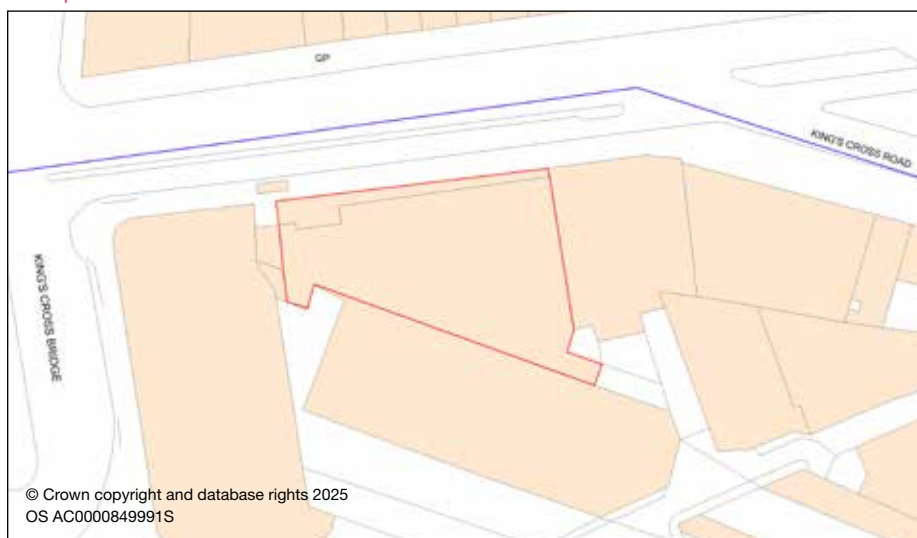 GP
KING'S CROSS ROAD
KING'S CROSS BRIDGE
© Crown copyright and database rights 2025
OS AC0000849991S